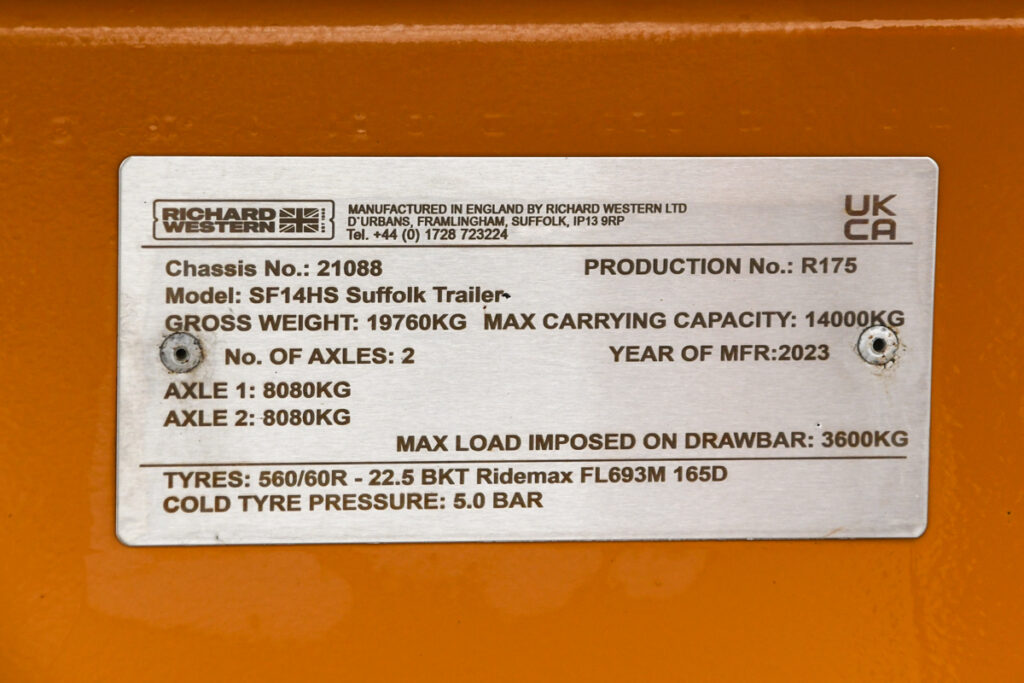 RICHARD
WESTERN
MANUFACTURED IN ENGLAND BY RICHARD WESTERN LTD
D'URBANS, FRAMLINGHAM, SUFFOLK, IP13 9RP
Tel. +44 (0) 1728 723224
UK
CA
Chassis No.: 21088 PRODUCTION No.: R175
Model: SF14HS Suffolk Trailer
GROSS WEIGHT: 19760KG MAX CARRYING CAPACITY: 14000KG
No. OF AXLES: 2 YEAR OF MFR:2023
AXLE 1: 8080KG
AXLE 2: 8080KG
MAX LOAD IMPOSED ON DRAWBAR: 3600KG
TYRES: 560/60R - 22.5 BKT Ridemax FL693M 165D
COLD TYRE PRESSURE: 5.0 BAR